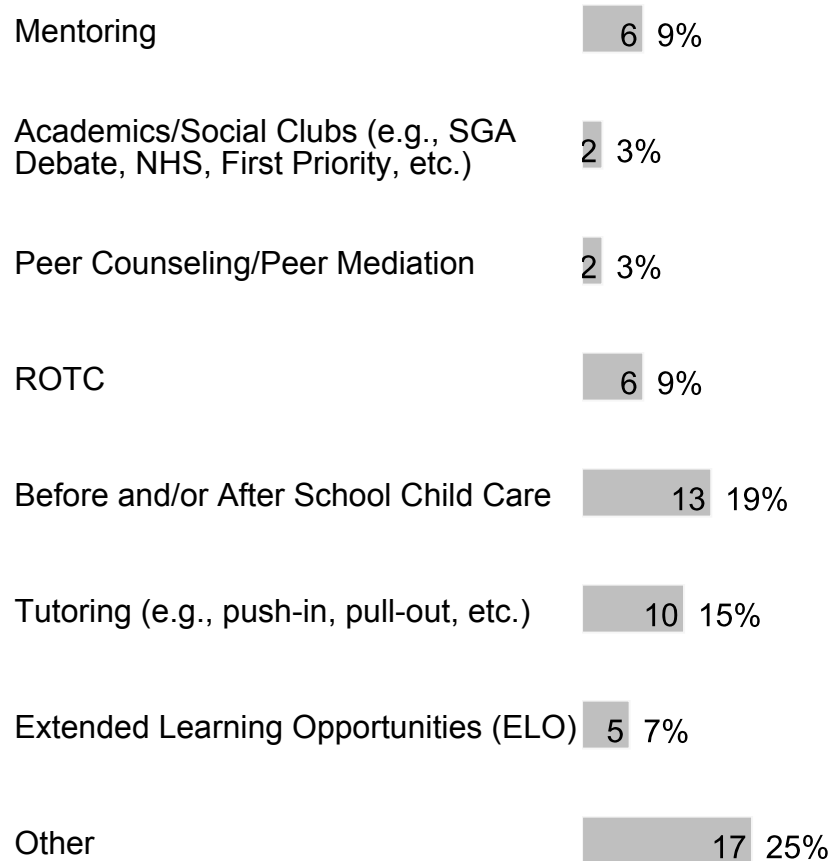 Mentoring 6 9%
Academics/Social Clubs (e.g., SGA
Debate, NHS, First Priority, etc.) 2 3%
Peer Counseling/Peer Mediation 2 3%
ROTC 6 9%
Before and/or After School Child Care 13 19%
Tutoring (e.g., push-in, pull-out, etc.) 10 15%
Extended Learning Opportunities (ELO) 5 7%
Other 17 25%